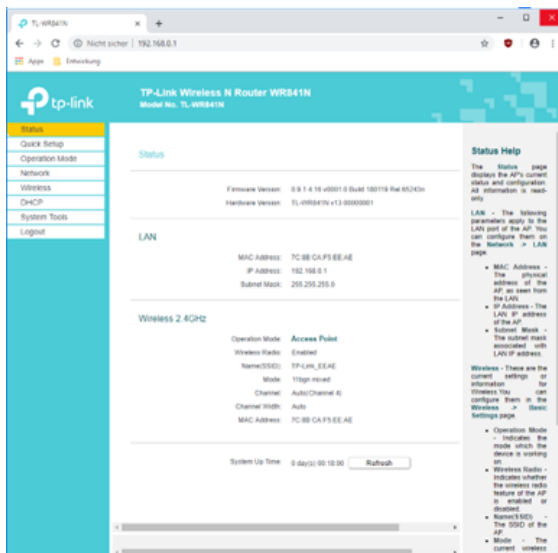 TL-WR841N
Nicht sicher | 192.168.0.1
Apps Entwicklung
tp-link
TP-Link Wireless N Router WR841N
Model No. TL-WR841N
Status
Quick Setup
Operation Mode
Network
Wireless
DHCP
System Tools
Logout
Status
Firmware Version: 0.9.1 4.16 v0001.0 Build 180119 Rel.65243n
Hardware Version: TL-WR841N v13 00000001
LAN
MAC Address: 7C:8B:CA:F5:EE:AE
IP Address: 192.168.0.1
Subnet Mask: 255.255.255.0
Wireless 2.4GHz
Operation Mode: Access Point
Wireless Radio: Enabled
Name(SSID): TP-Link_EEAE
Mode: 11bgn mixed
Channel: Auto(Channel 4)
Channel Width: Auto
MAC Address: 7C:8B:CA:F5:EE:AE
System Up Time: 0 day(s) 00:18:00 Refresh
Status Help
The Status page
displays the AP's current
status and configuration.
All information is read-
only.
LAN - The following
parameters apply to the
LAN port of the AP. You
can configure them on
the Network -> LAN
page.
MAC Address -
The physical
address of the
AP, as seen from
the LAN.
IP Address - The
LAN IP address
of the AP.
Subnet Mask -
The subnet mask
associated with
LAN IP address.
Wireless - These are the
current settings or
information for
Wireless.You can
configure them in the
Wireless -> Basic
Settings page.
Operation Mode
- Indicates the
mode which the
device is working
on.
Wireless Radio -
Indicates whether
the wireless radio
feature of the AP
is enabled or
disabled.
Name(SSID) -
The SSID of the
AP.
Mode - The
current wireless